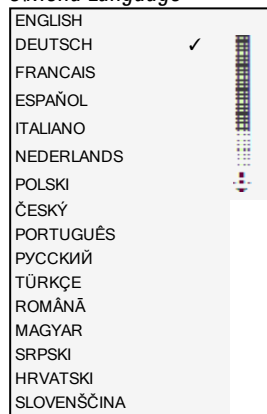 ENGLISH
DEUTSCH ✓
FRANCAIS
ESPAÑOL
ITALIANO
NEDERLANDS
POLSKI
ČESKÝ
PORTUGUÊS
РУССКИЙ
TÜRKÇE
ROMÂNĂ
MAGYAR
SRPSKI
HRVATSKI
SLOVENŠČINA